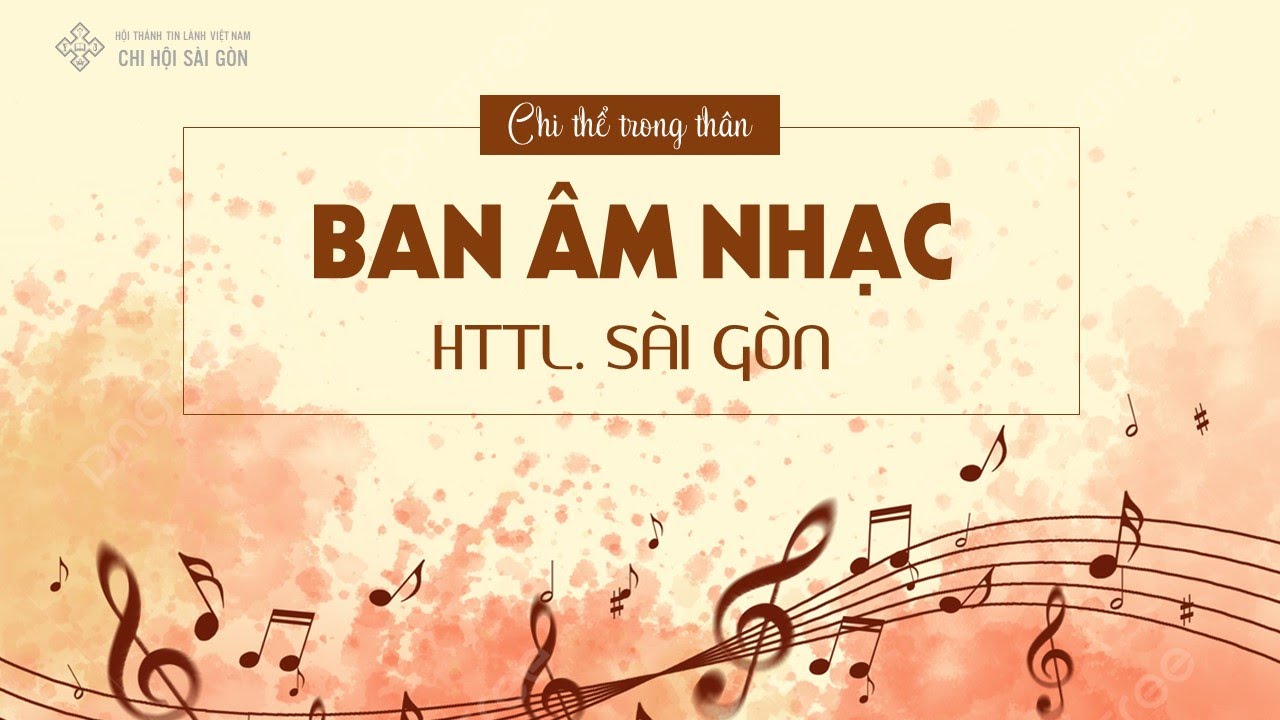 HỘI THÁNH TIN LÀNH VIỆT NAM
CHI HỘI SÀI GÒN
Chi thể trong thân
BAN ÂM NHẠC
HTTL. SÀI GÒN